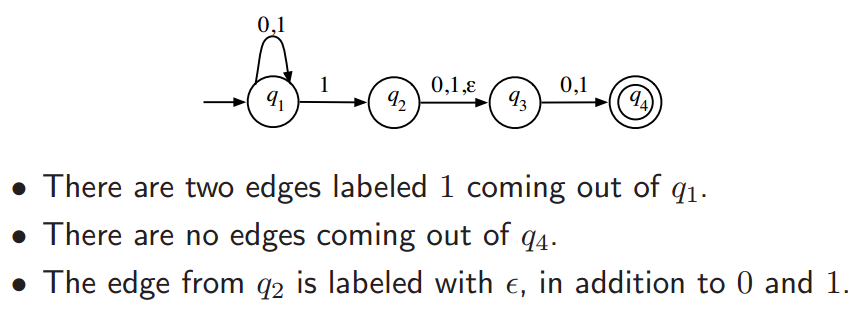 0,1
1 0,1,ε 0,1
q1 q2 q3 q4
• There are two edges labeled 1 coming out of q1.
• There are no edges coming out of q4.
• The edge from q2 is labeled with ϵ, in addition to 0 and 1.